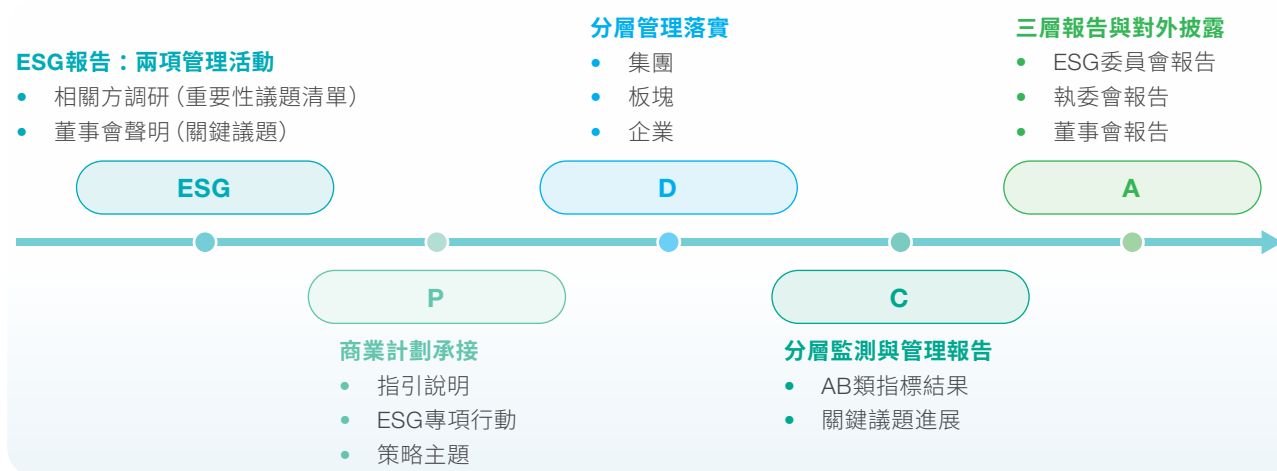 ESG報告：兩項管理活動
• 相關方調研（重要性議題清單）
• 董事會聲明（關鍵議題）
ESG
P
商業計劃承接
• 指引說明
• ESG專項行動
• 策略主題
分層管理落實
• 集團
• 板塊
• 企業
D
C
分層監測與管理報告
• AB類指標結果
• 關鍵議題進展
三層報告與對外披露
• ESG委員會報告
• 執委會報告
• 董事會報告
A